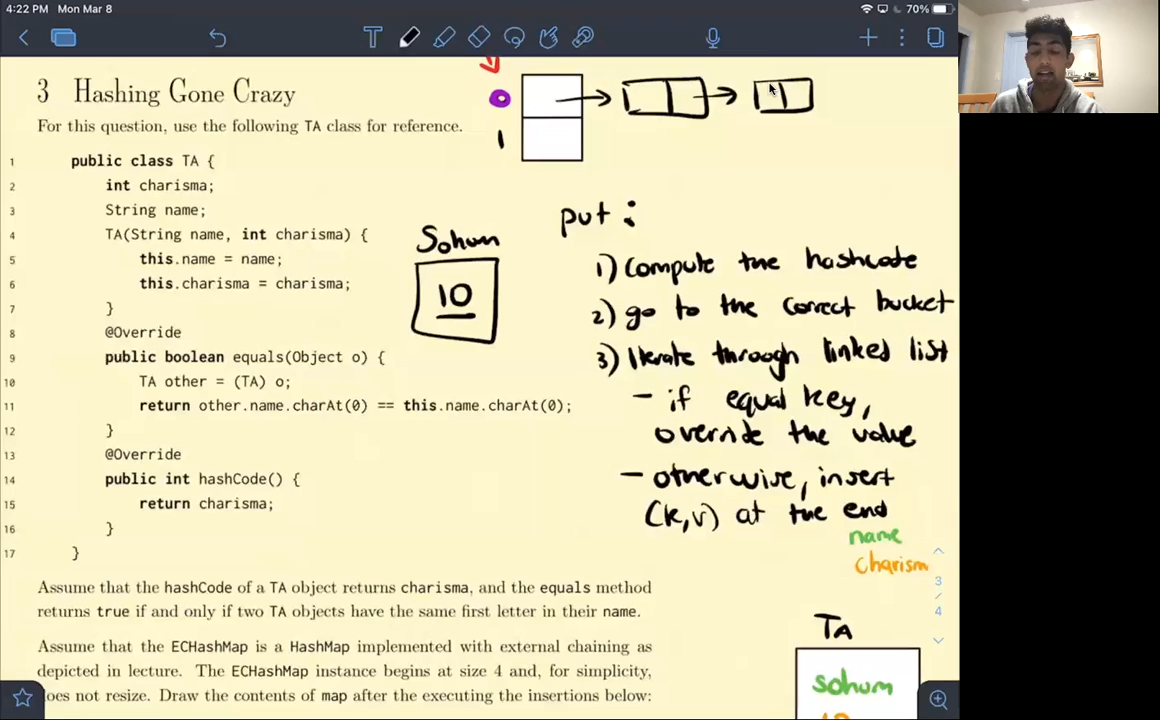 4:22 PM Mon Mar 8
70%
3 Hashing Gone Crazy
For this question, use the following TA class for reference.
1 public class TA {
2 int charisma;
3 String name;
4 TA(String name, int charisma) {
5 this.name = name;
6 this.charisma = charisma;
7 }
8 @Override
9 public boolean equals(Object o) {
10 TA other = (TA) o;
11 return other.name.charAt(0) == this.name.charAt(0);
12 }
13 @Override
14 public int hashCode() {
15 return charisma;
16 }
17 }
Assume that the hashCode of a TA object returns charisma, and the equals method
returns true if and only if two TA objects have the same first letter in their name.
Assume that the ECHashMap is a HashMap implemented with external chaining as
depicted in lecture. The ECHashMap instance begins at size 4 and, for simplicity,
does not resize. Draw the contents of map after the executing the insertions below:
0
1
Sohum
10
put :
1) Compute the hashcode
2) go to the correct bucket
3) Iterate through linked list
- if equal key,
override the value
- otherwise, insert
(k,v) at the end
name
charism
3
/
4
TA
sohum